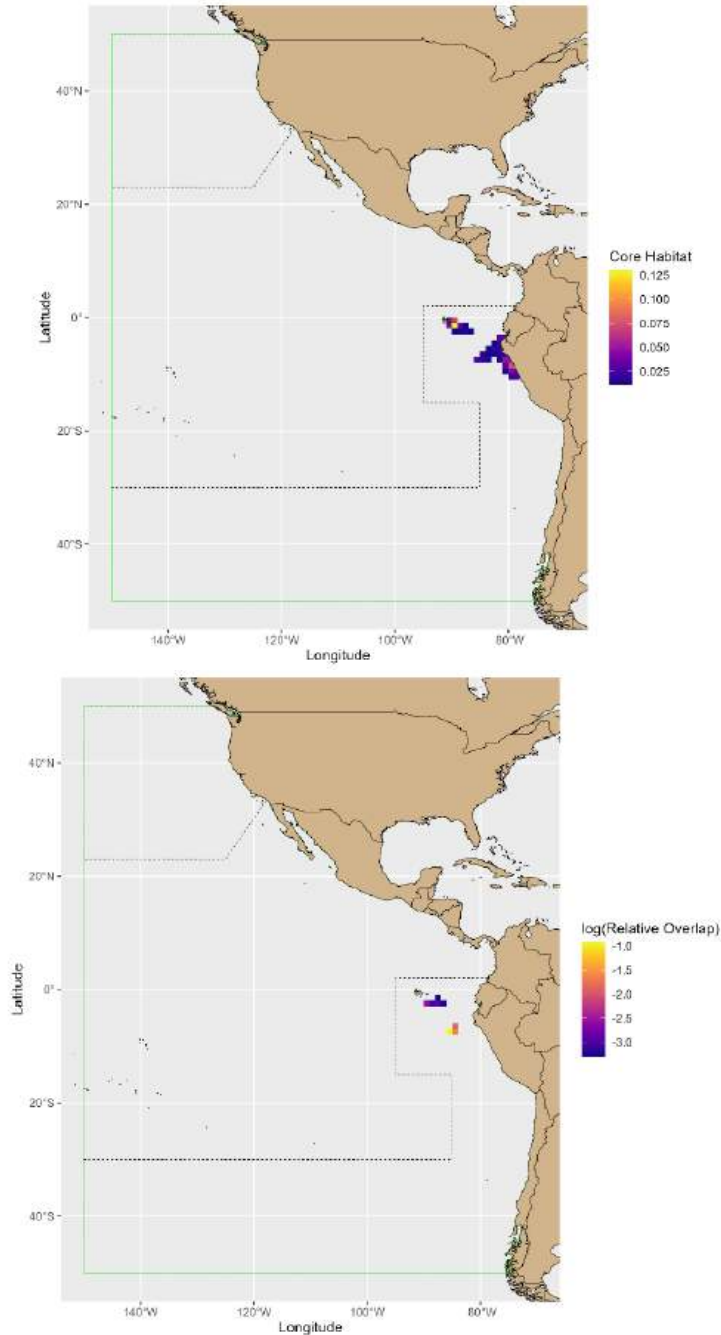 40°N
20°N
0°
20°S
40°S
Latitude
140°W
120°W
100°W
80°W
Longitude
Core Habitat
0.125
0.100
0.075
0.050
0.025
40°N
20°N
0°
20°S
40°S
Latitude
140°W
120°W
100°W
80°W
Longitude
log(Relative Overlap)
-1.0
-1.5
-2.0
-2.5
-3.0